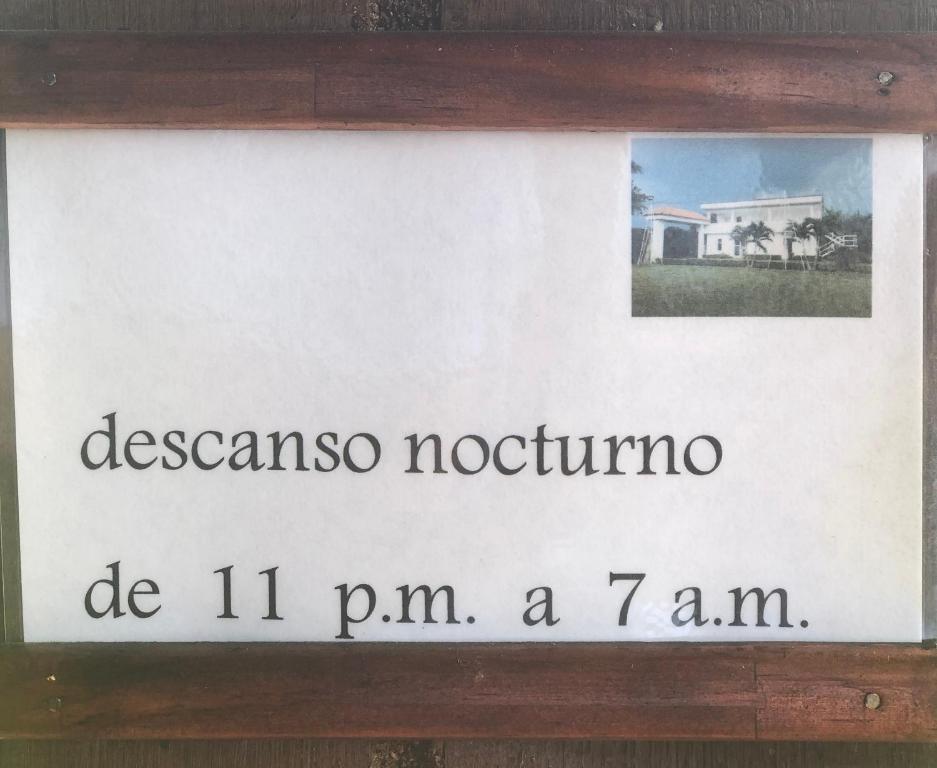 descanso nocturno
de 11 p.m. a 7 a.m.